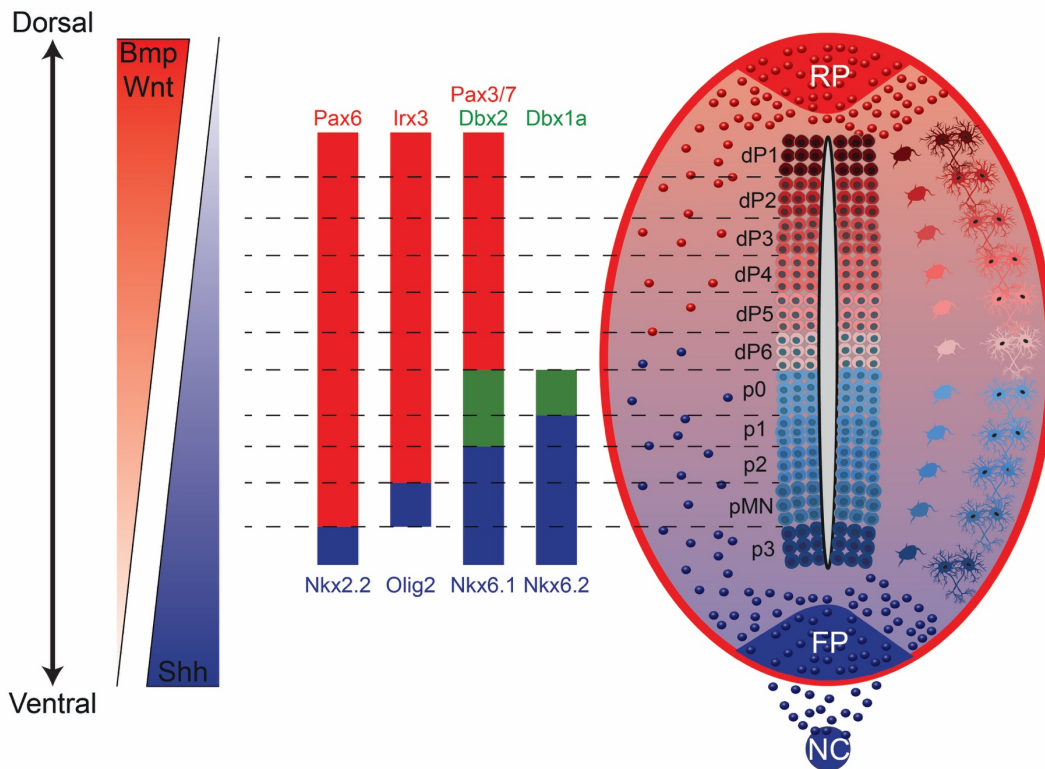 Dorsal
Bmp
Wnt
Shh
Ventral
Pax6
Irx3
Pax3/7
Dbx2
Dbx1a
Nkx2.2
Olig2
Nkx6.1
Nkx6.2
RP
dP1
dP2
dP3
dP4
dP5
dP6
p0
p1
p2
pMN
p3
FP
NC